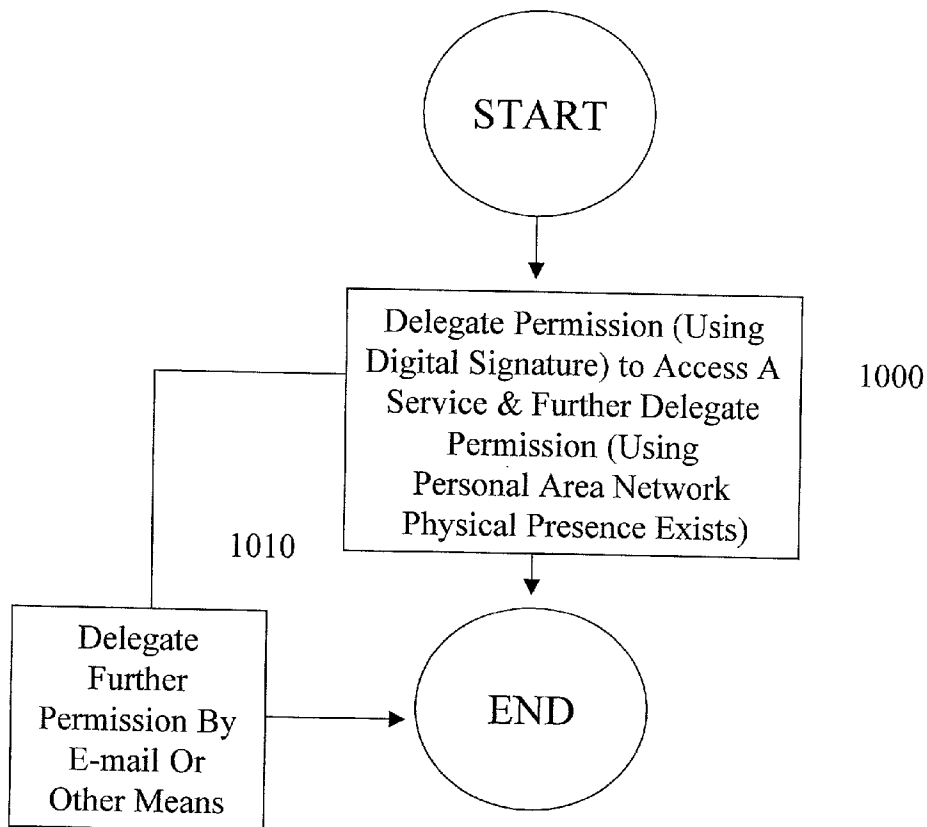 START
Delegate Permission (Using
Digital Signature) to Access A
Service & Further Delegate
Permission (Using
Personal Area Network
Physical Presence Exists)
1000
1010
Delegate
Further
Permission By
E-mail Or
Other Means
END